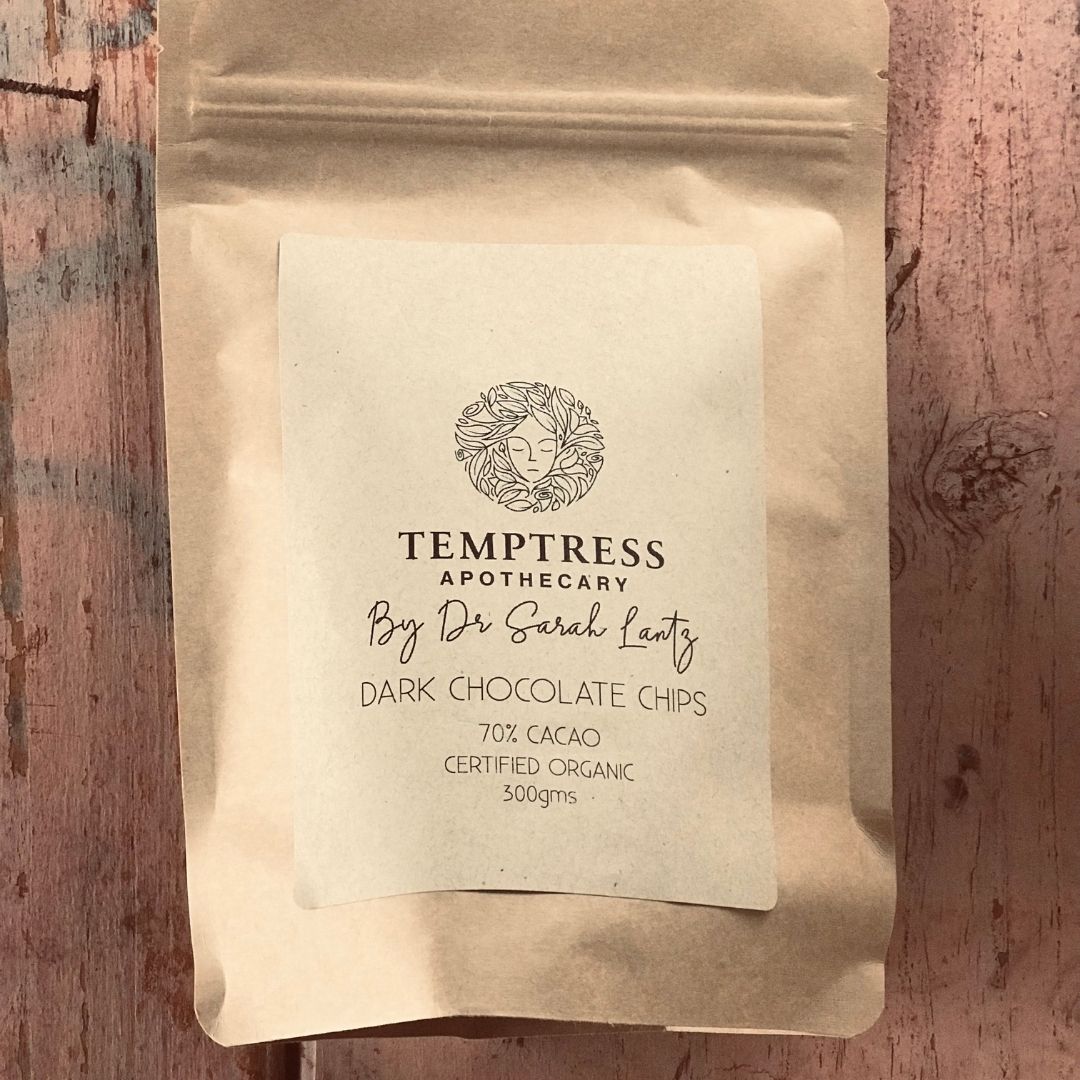 TEMPTRESS
APOTHECARY
By Dr Sarah Lantz
DARK CHOCOLATE CHIPS
70% CACAO
CERTIFIED ORGANIC
300gms